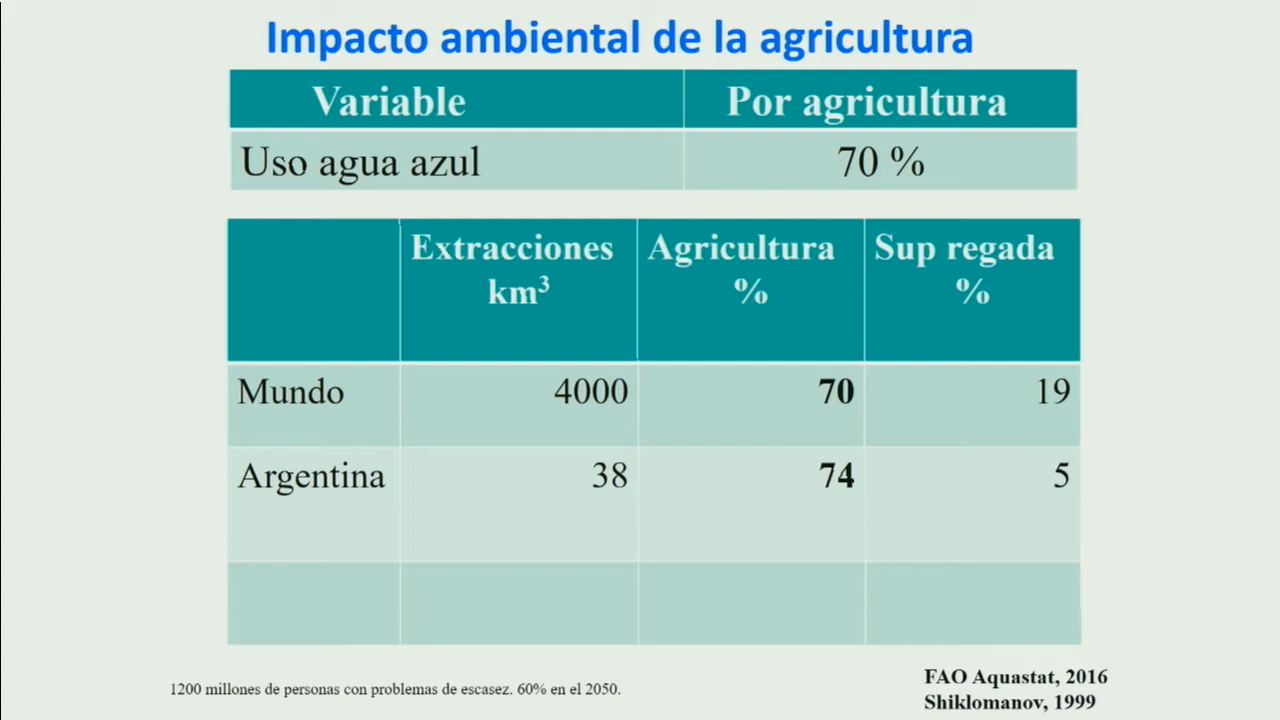 Impacto ambiental de la agricultura
Variable Por agricultura
Uso agua azul 70 %
Extracciones Agricultura Sup regada
km³ % %
Mundo 4000 70 19
Argentina 38 74 5
1200 millones de personas con problemas de escasez. 60% en el 2050.
FAO Aquastat, 2016
Shiklomanov, 1999